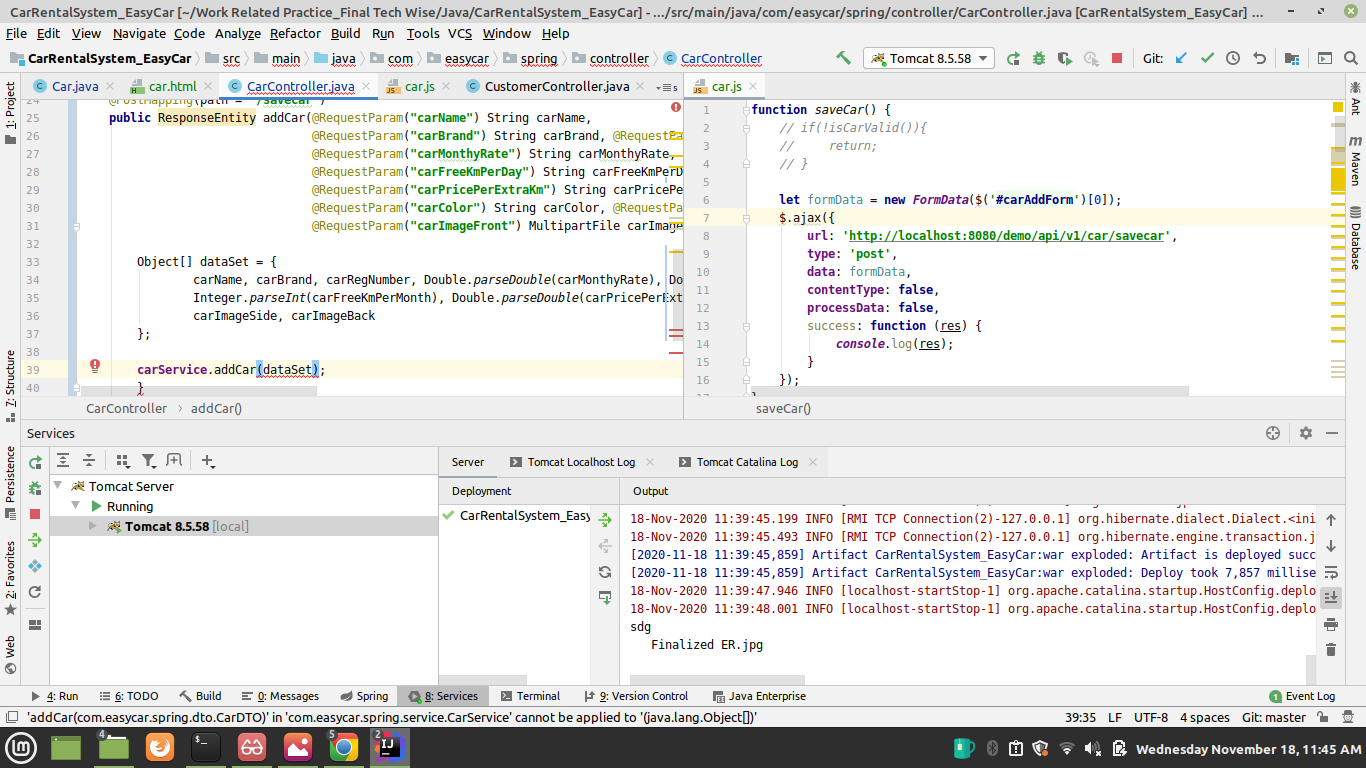 CarRentalSystem_EasyCar [~/Work Related Practice_Final Tech Wise/Java/CarRentalSystem_EasyCar] - .../src/main/java/com/easycar/spring/controller/CarController.java [CarRentalSystem_EasyCar] ...
File Edit View Navigate Code Analyze Refactor Build Run Tools VCS Window Help
CarRentalSystem_EasyCar src main java com easycar spring controller CarController Tomcat 8.5.58 Git:
Car.java car.html CarController.java car.js CustomerController.java
24 @PostMapping(path = "/savecar")
25 public ResponseEntity addCar(@RequestParam("carName") String carName,
26 @RequestParam("carBrand") String carBrand, @RequestPa
27 @RequestParam("carMonthyRate") String carMonthyRate,
28 @RequestParam("carFreeKmPerDay") String carFreeKmPerD
29 @RequestParam("carPricePerExtraKm") String carPricePe
30 @RequestParam("carColor") String carColor, @RequestPa
31 @RequestParam("carImageFront") MultipartFile carImage
32
33 Object[] dataSet = {
34 carName, carBrand, carRegNumber, Double.parseDouble(carMonthyRate), Do
35 Integer.parseInt(carFreeKmPerMonth), Double.parseDouble(carPricePerExt
36 carImageSide, carImageBack
37 };
38
39 carService.addCar(dataSet);
40 }
CarController addCar()
car.js
1 function saveCar() {
2 // if(!isCarValid()){
3 // return;
4 // }
5
6 let formData = new FormData($('#carAddForm')[0]);
7 $.ajax({
8 url: 'http://localhost:8080/demo/api/v1/car/savecar',
9 type: 'post',
10 data: formData,
11 contentType: false,
12 processData: false,
13 success: function (res) {
14 console.log(res);
15 }
16 });
17 }
saveCar()
1: Project
7: Structure
Persistence
2: Favorites
Web
Ant
Maven
Database
Services
Tomcat Server
Running
Tomcat 8.5.58 [local]
Server Tomcat Localhost Log Tomcat Catalina Log
Deployment Output
CarRentalSystem_Easy
18-Nov-2020 11:39:45.199 INFO [RMI TCP Connection(2)-127.0.0.1] org.hibernate.dialect.Dialect.<ini
18-Nov-2020 11:39:45.493 INFO [RMI TCP Connection(2)-127.0.0.1] org.hibernate.engine.transaction.j
[2020-11-18 11:39:45,859] Artifact CarRentalSystem_EasyCar:war exploded: Artifact is deployed succ
[2020-11-18 11:39:45,859] Artifact CarRentalSystem_EasyCar:war exploded: Deploy took 7,857 millise
18-Nov-2020 11:39:47.946 INFO [localhost-startStop-1] org.apache.catalina.startup.HostConfig.deplo
18-Nov-2020 11:39:48.001 INFO [localhost-startStop-1] org.apache.catalina.startup.HostConfig.deplo
sdg
Finalized ER.jpg
4: Run 6: TODO Build 0: Messages Spring 8: Services Terminal 9: Version Control Java Enterprise 1 Event Log
'addCar(com.easycar.spring.dto.CarDTO)' in 'com.easycar.spring.service.CarService' cannot be applied to '(java.lang.Object[])' 39:35 LF UTF-8 4 spaces Git: master
4 5 2 Wednesday November 18, 11:45 AM